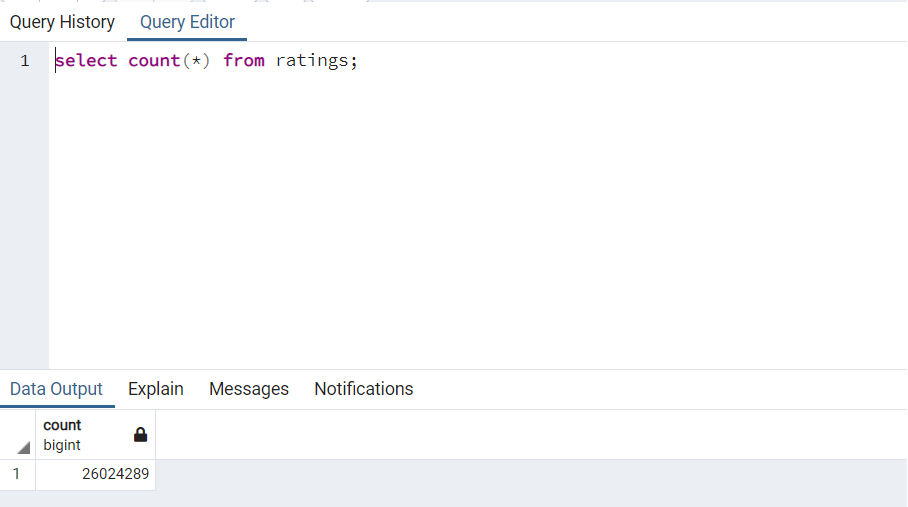 Query History Query Editor
1 select count(*) from ratings;
Data Output Explain Messages Notifications
count
bigint
1 26024289